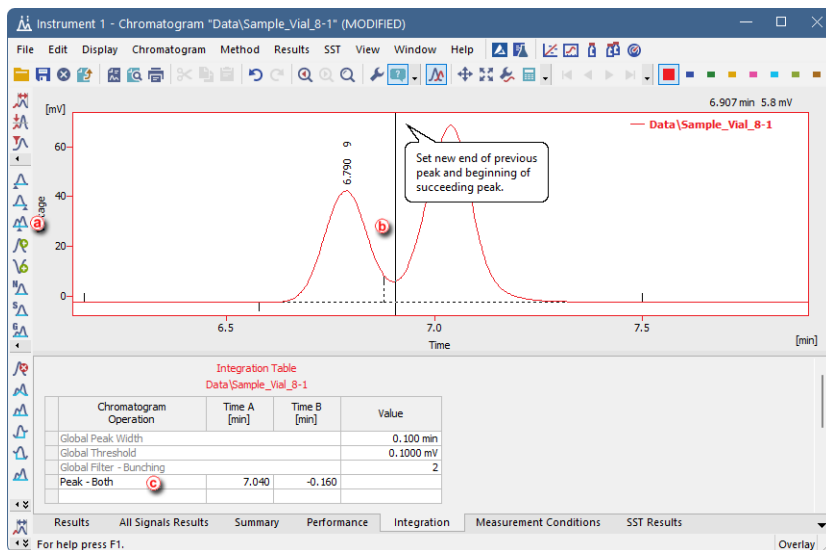 Instrument 1 - Chromatogram "Data\Sample_Vial_8-1" (MODIFIED)
File Edit Display Chromatogram Method Results SST View Window Help
6.907 min 5.8 mV
[mV]
Data\Sample_Vial_8-1
60
40
20
0
6.790 9
Set new end of previous
peak and beginning of
succeeding peak.
a
b
6.5 7.0 7.5
Time
[min]
Integration Table
Data\Sample_Vial_8-1
Chromatogram Time A Time B Value
Operation [min] [min]
Global Peak Width 0.100 min
Global Threshold 0.1000 mV
Global Filter - Bunching 2
Peak - Both c 7.040 -0.160
Results All Signals Results Summary Performance Integration Measurement Conditions SST Results
For help press F1. Overlay